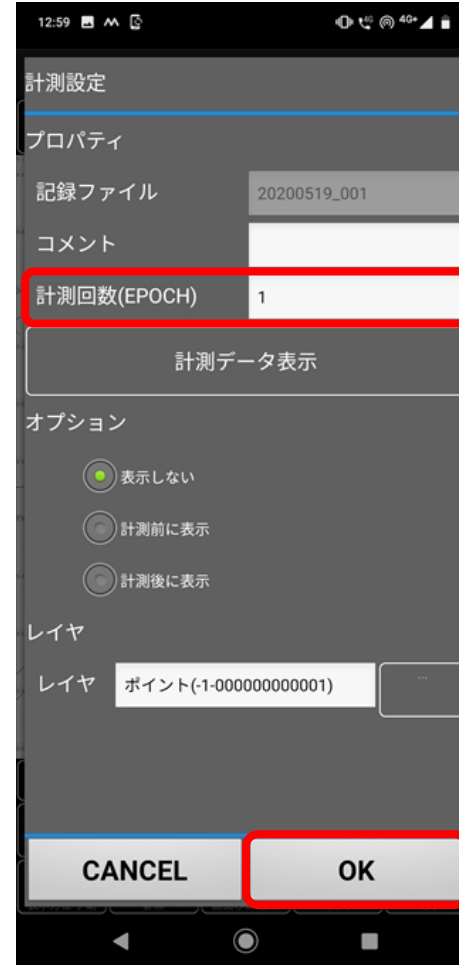 12:59
4G 4G+
計測設定
プロパティ
記録ファイル 20200519_001
コメント
計測回数(EPOCH) 1
計測データ表示
オプション
表示しない
計測前に表示
計測後に表示
レイヤ
レイヤ ポイント(-1-000000000001) ...
CANCEL OK